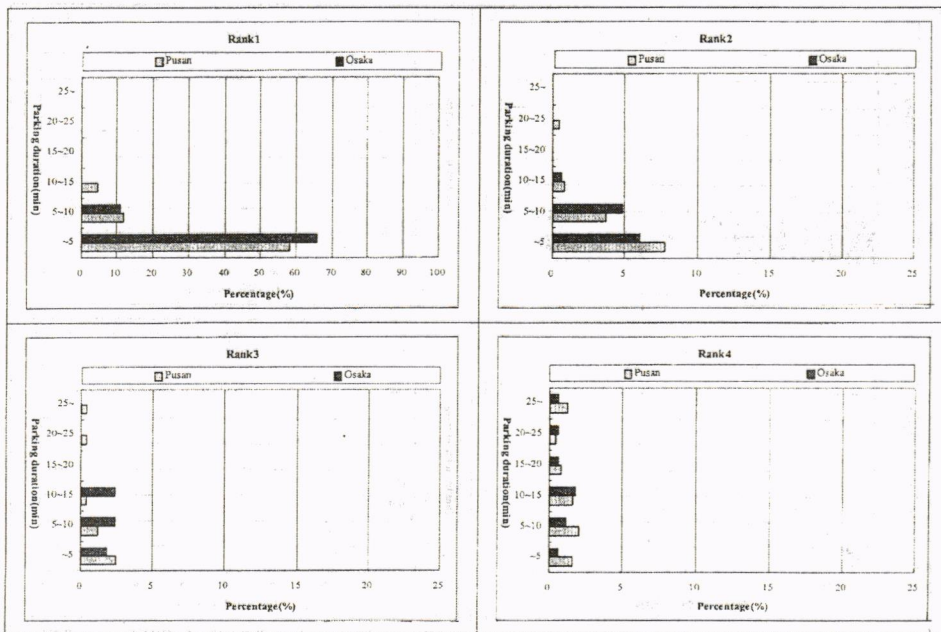 Rank1
Pusan Osaka
Parking duration(min)
25~
20~25
15~20
10~15
5~10
~5
0 10 20 30 40 50 60 70 80 90 100
Percentage(%)
Rank2
Pusan Osaka
Parking duration(min)
25~
20~25
15~20
10~15
5~10
~5
0 5 10 15 20 25
Percentage(%)
Rank3
Pusan Osaka
Parking duration(min)
25~
20~25
15~20
10~15
5~10
~5
0 5 10 15 20 25
Percentage(%)
Rank4
Pusan Osaka
Parking duration(min)
25~
20~25
15~20
10~15
5~10
~5
0 5 10 15 20 25
Percentage(%)